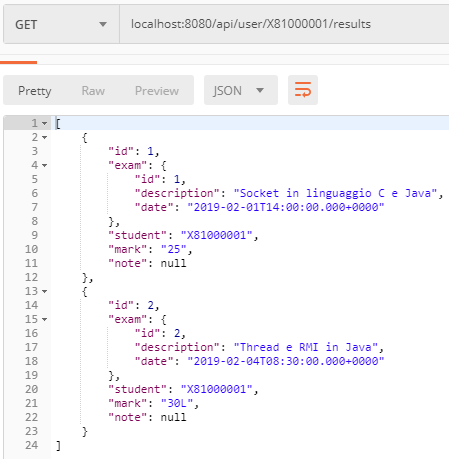 GET localhost:8080/api/user/X81000001/results
Pretty Raw Preview JSON
1 [
2 {
3 "id": 1,
4 "exam": {
5 "id": 1,
6 "description": "Socket in linguaggio C e Java",
7 "date": "2019-02-01T14:00:00.000+0000"
8 },
9 "student": "X81000001",
10 "mark": "25",
11 "note": null
12 },
13 {
14 "id": 2,
15 "exam": {
16 "id": 2,
17 "description": "Thread e RMI in Java",
18 "date": "2019-02-04T08:30:00.000+0000"
19 },
20 "student": "X81000001",
21 "mark": "30L",
22 "note": null
23 }
24 ]